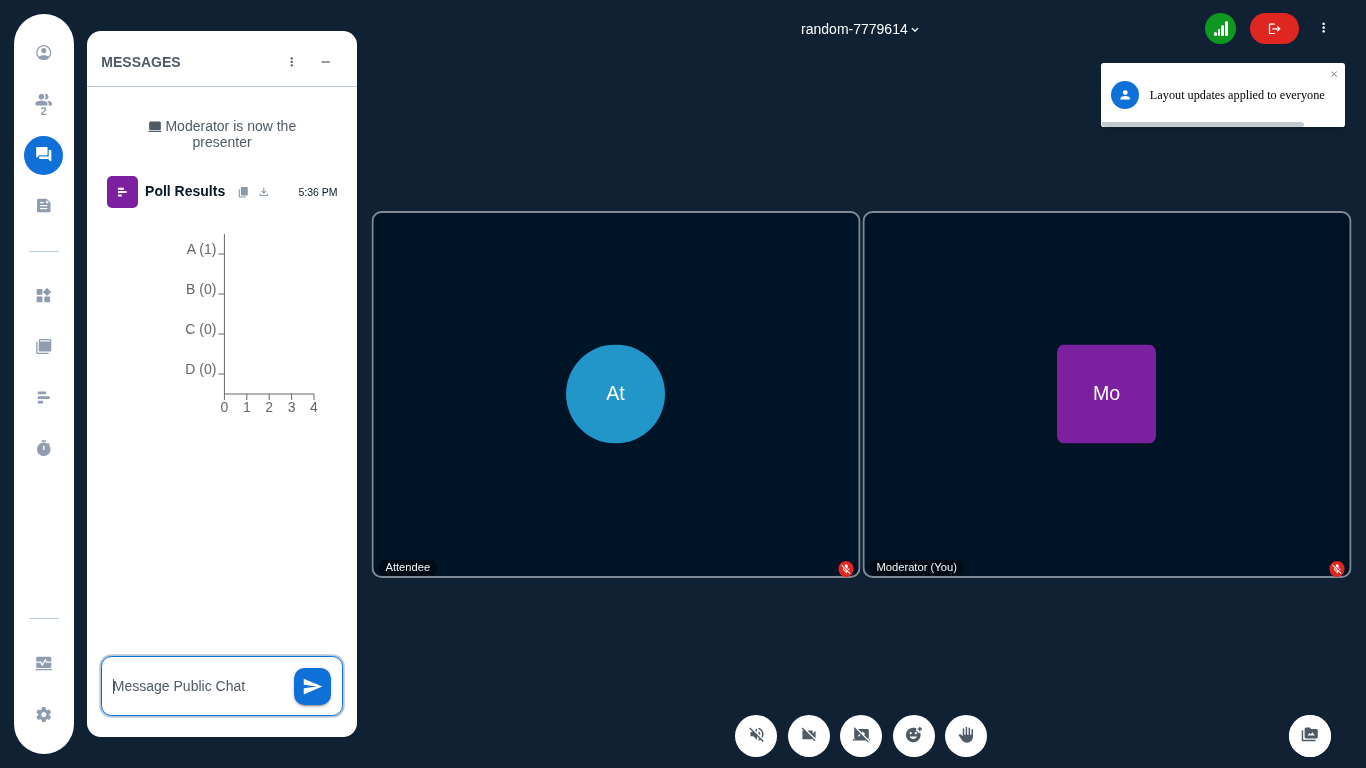 random-7779614
2
MESSAGES
Moderator is now the
presenter
Poll Results
5:36 PM
A (1)
B (0)
C (0)
D (0)
0 1 2 3 4
Message Public Chat
Layout updates applied to everyone
At
Mo
Attendee
Moderator (You)